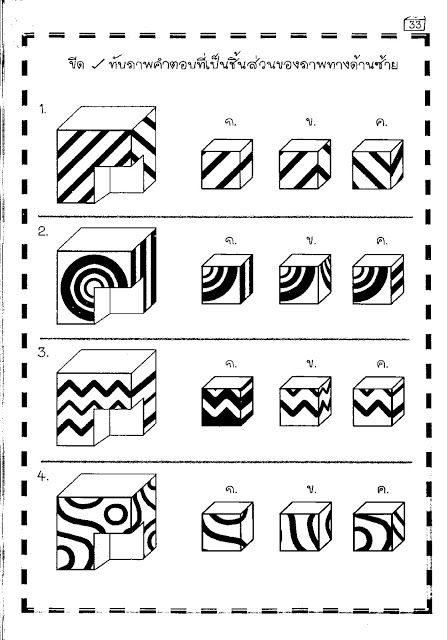 33
ขีด ✓ ทับภาพคำตอบที่เป็นชิ้นส่วนของภาพทางด้านซ้าย
1.
ก. ข. ค.
2.
ก. ข. ค.
3.
ก. ข. ค.
4.
ก. ข. ค.